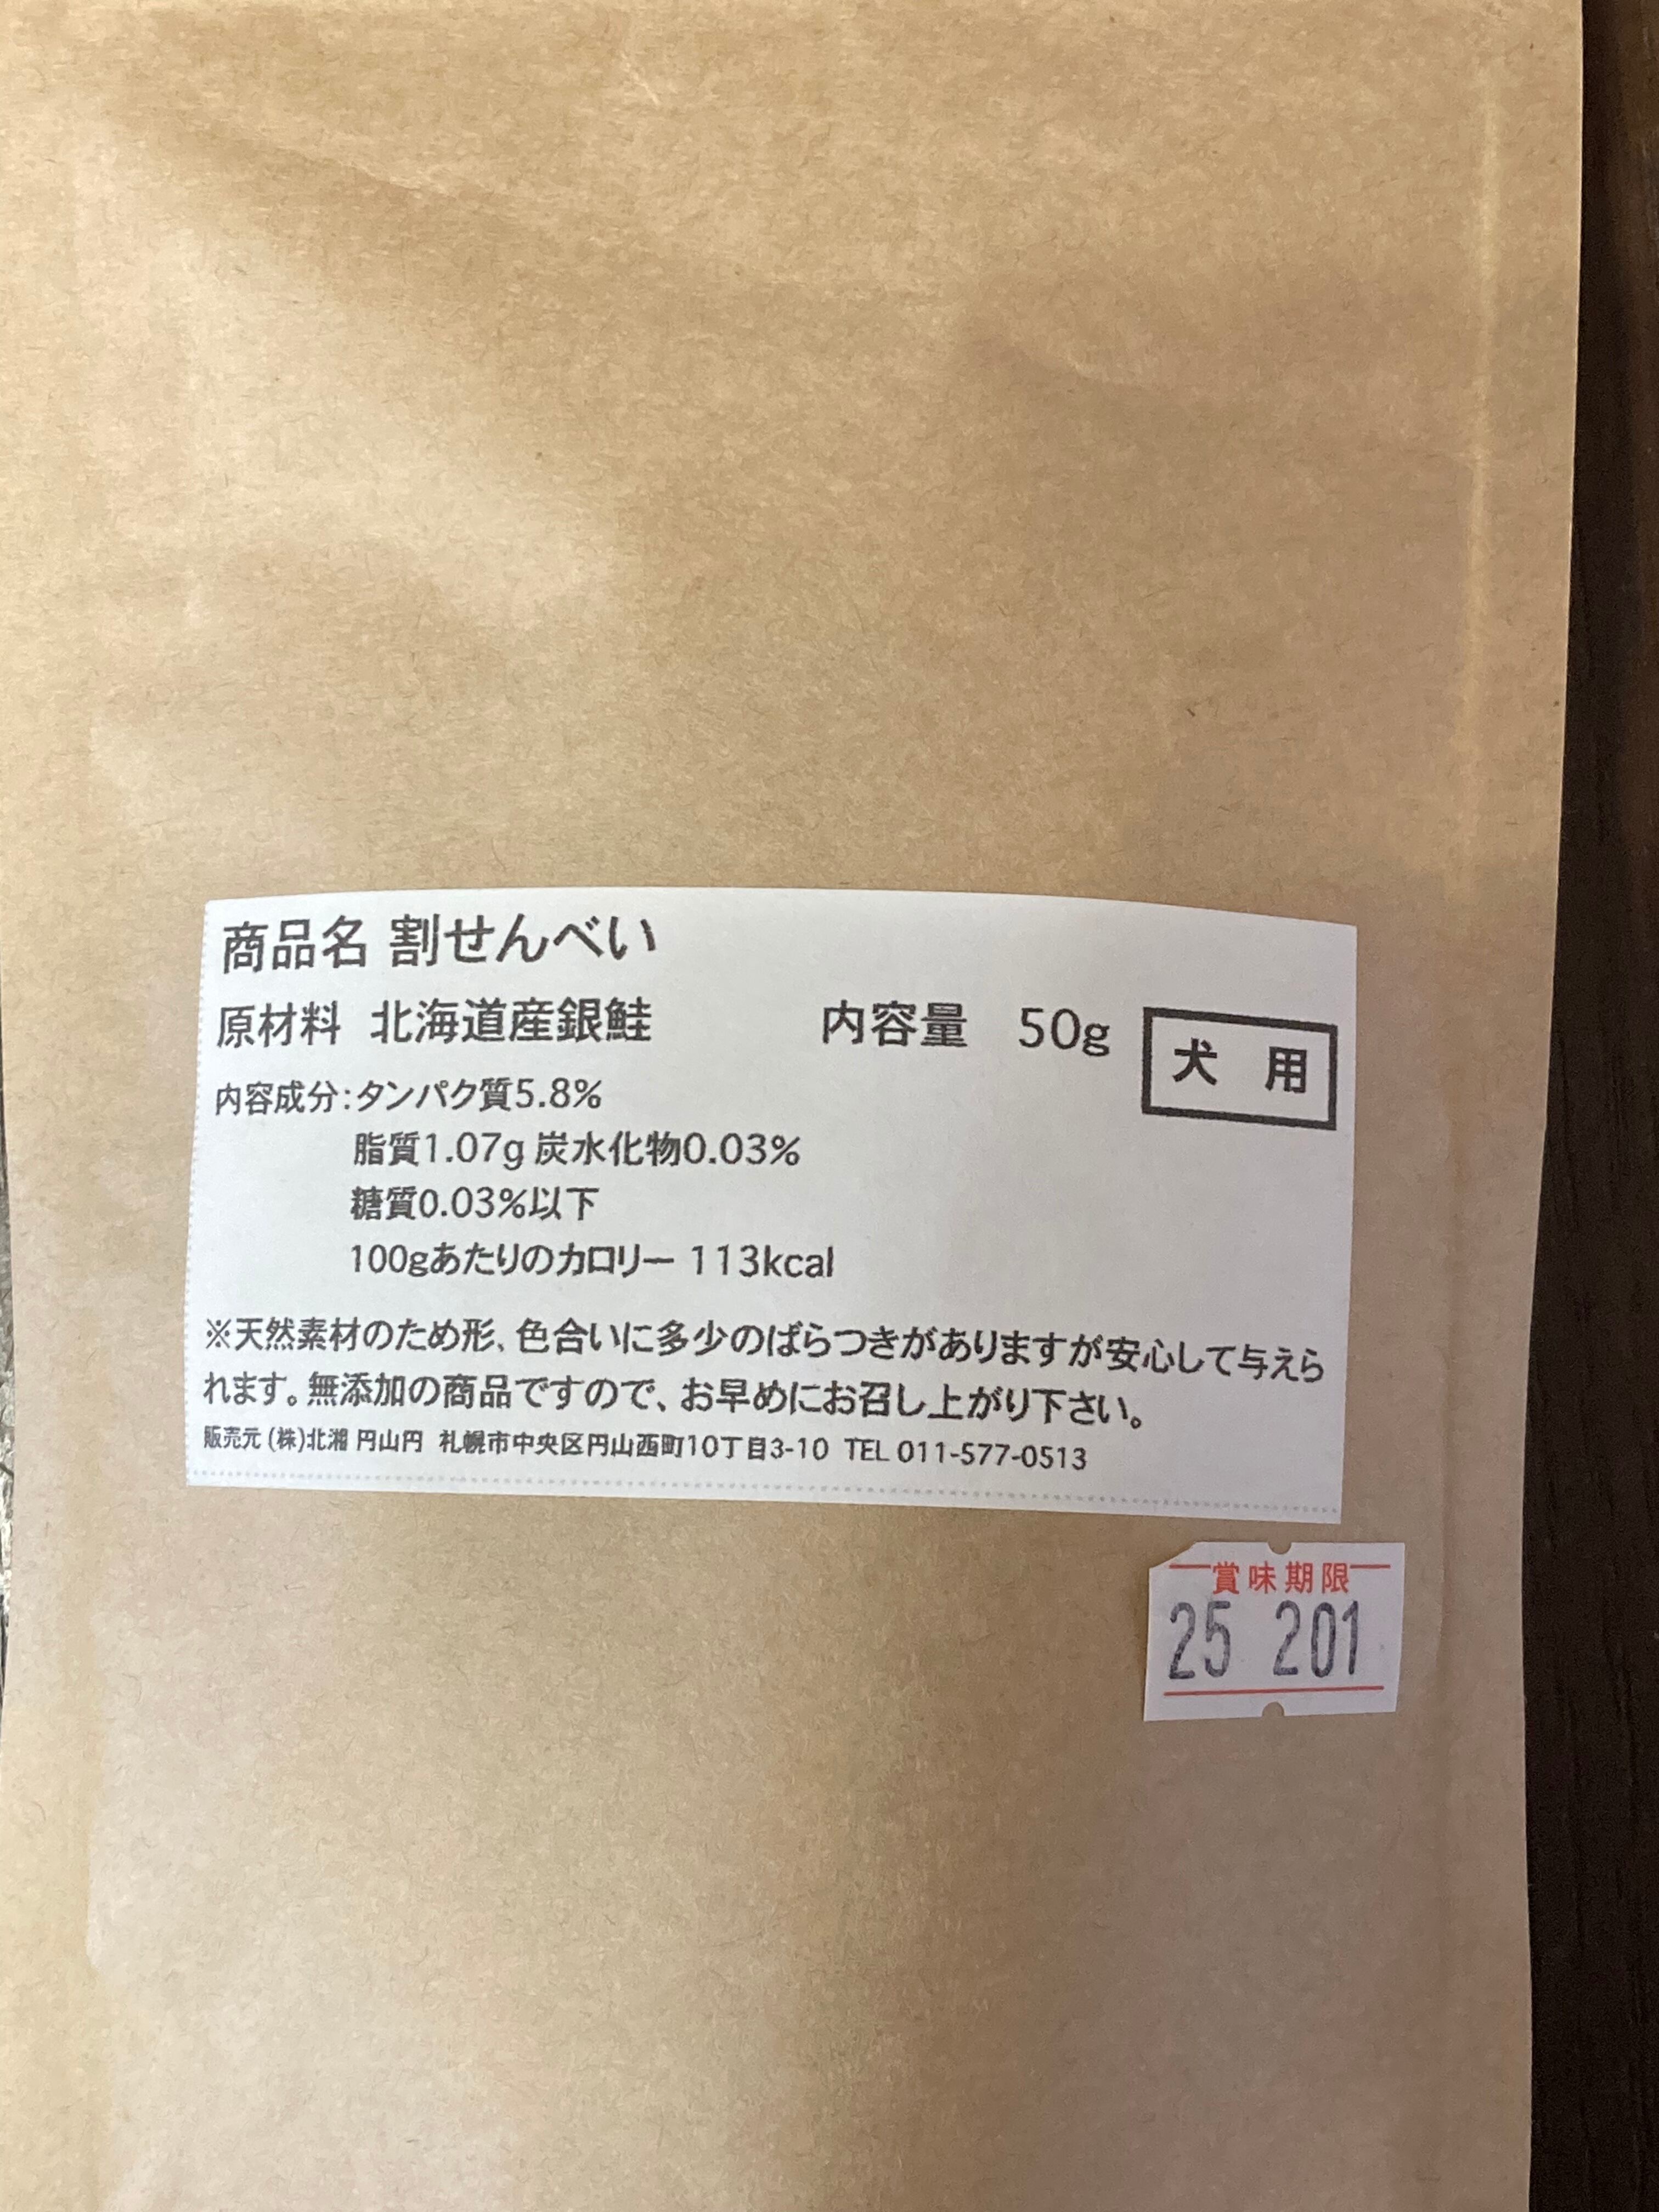 商品名 割せんべい
原材料 北海道産銀鮭 内容量 50g 犬 用
内容成分:タンパク質5.8%
脂質1.07g 炭水化物0.03%
糖質0.03%以下
100gあたりのカロリー 113kcal
※天然素材のため形、色合いに多少のばらつきがありますが安心して与えら
れます。無添加の商品ですので、お早めにお召し上がり下さい。
販売元 (株)北湘 円山円 札幌市中央区円山西町10丁目3-10 TEL 011-577-0513
賞味期限
25 201